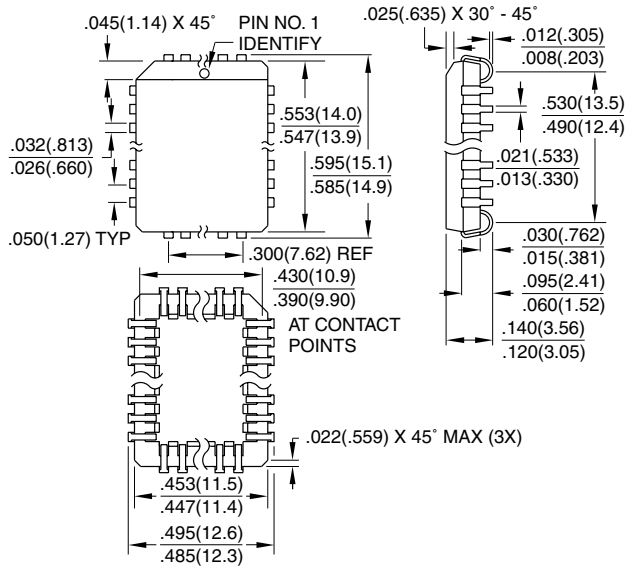 .045(1.14) X 45°
PIN NO. 1
IDENTIFY
.025(.635) X 30° - 45°
.012(.305)
.008(.203)
.553(14.0)
.547(13.9)
.530(13.5)
.490(12.4)
.032(.813)
.026(.660)
.595(15.1)
.585(14.9)
.021(.533)
.013(.330)
.050(1.27) TYP
.300(7.62) REF
.030(.762)
.015(.381)
.430(10.9)
.390(9.90)
AT CONTACT
POINTS
.095(2.41)
.060(1.52)
.140(3.56)
.120(3.05)
.022(.559) X 45° MAX (3X)
.453(11.5)
.447(11.4)
.495(12.6)
.485(12.3)